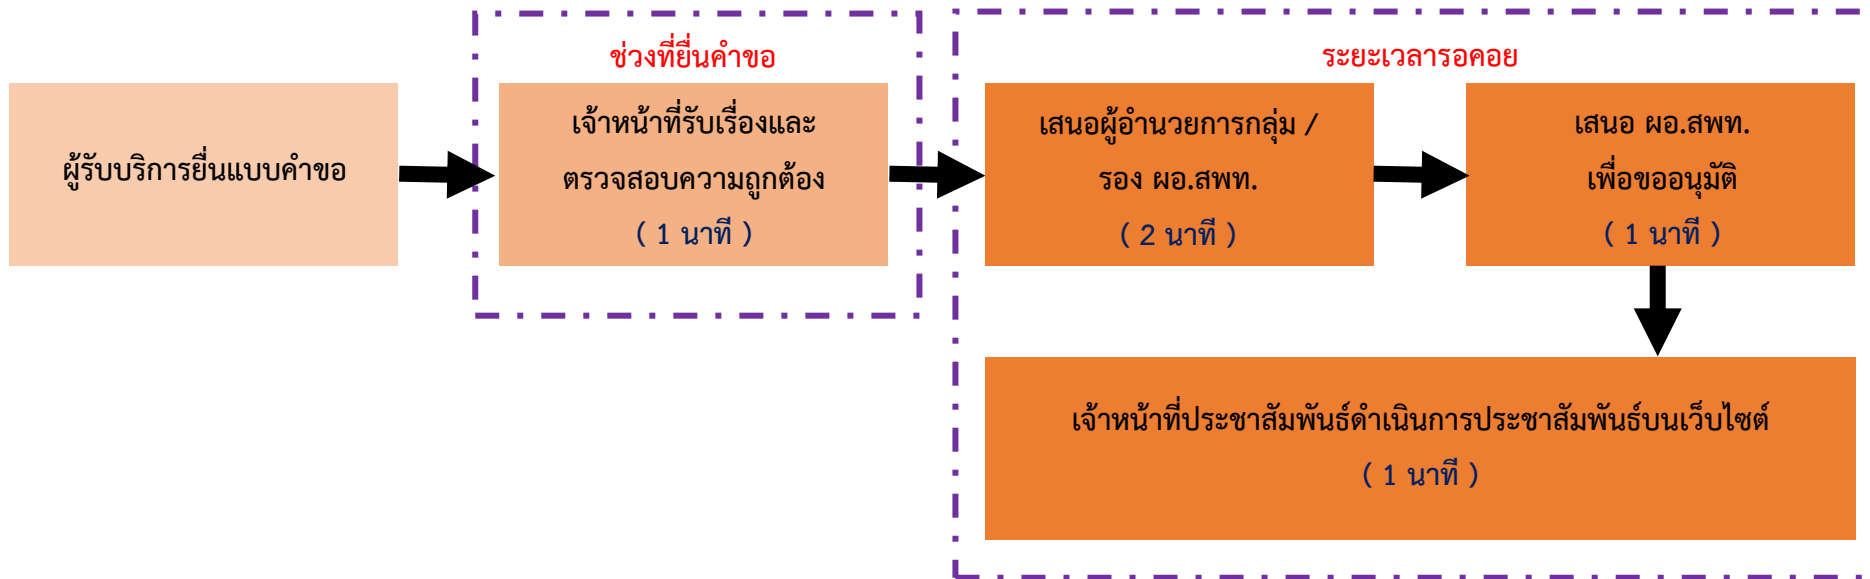 ช่วงที่ยื่นคำขอ
ระยะเวลารอคอย
ผู้รับบริการยื่นแบบคำขอ
เจ้าหน้าที่รับเรื่องและ
ตรวจสอบความถูกต้อง
( 1 นาที )
เสนอผู้อำนวยการกลุ่ม /
รอง ผอ.สพท.
( 2 นาที )
เสนอ ผอ.สพท.
เพื่อขออนุมัติ
( 1 นาที )
เจ้าหน้าที่ประชาสัมพันธ์ดำเนินการประชาสัมพันธ์บนเว็บไซต์
( 1 นาที )